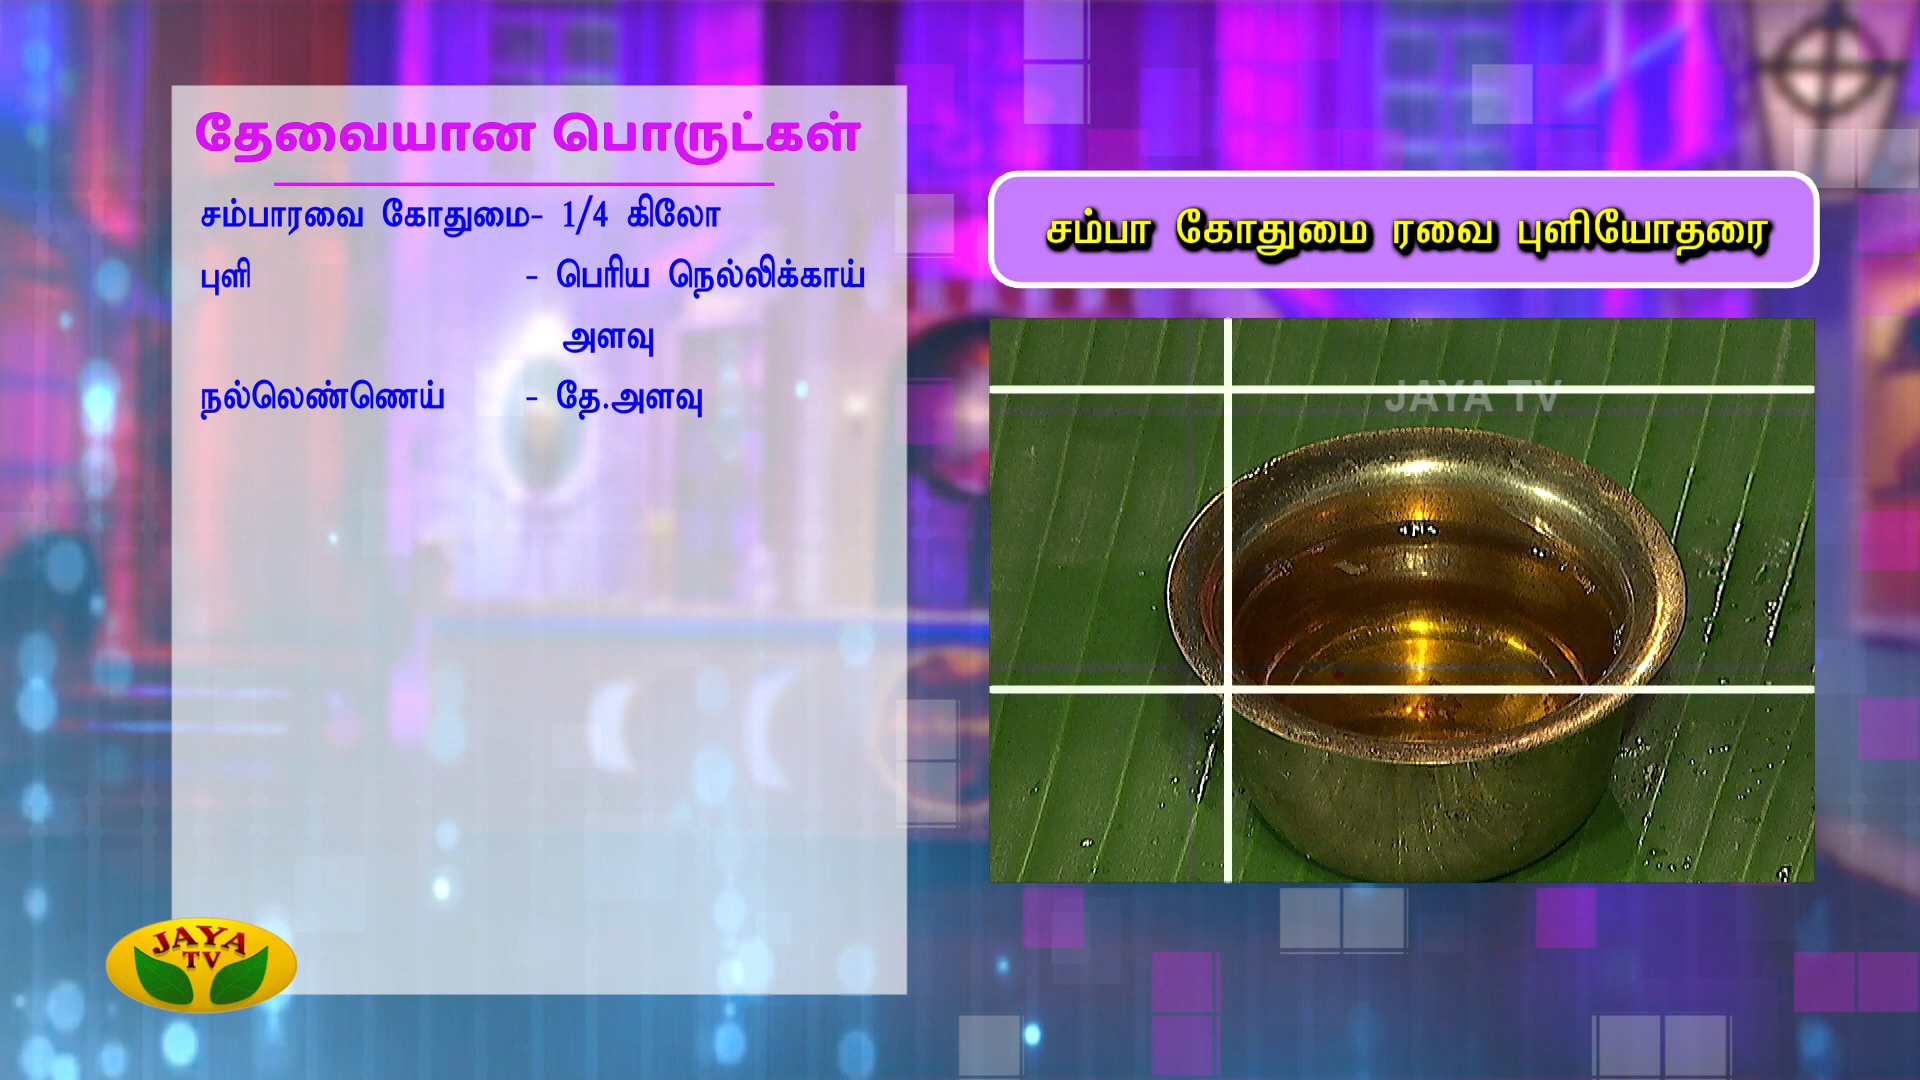 தேவையான பொருட்கள்
சம்பாரவை கோதுமை- 1/4 கிலோ
புளி - பெரிய நெல்லிக்காய்
அளவு
நல்லெண்ணெய் - தே.அளவு
சம்பா கோதுமை ரவை புளியோதரை
JAYA TV
JAYA
TV